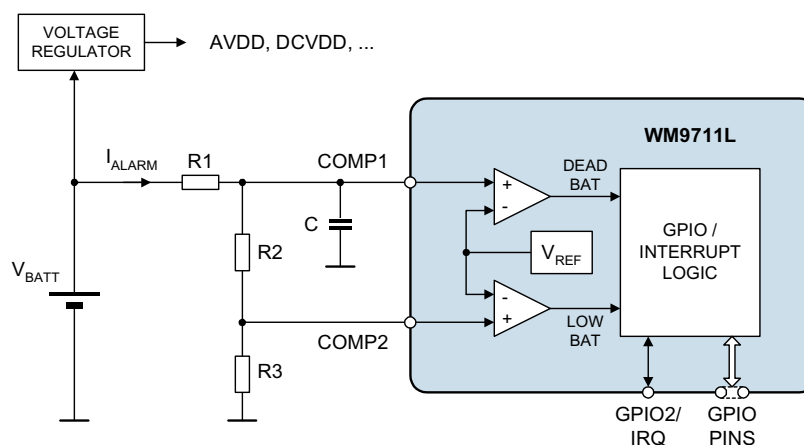 VOLTAGE
REGULATOR
AVDD, DCVDD, ...
WM9711L
I_ALARM
R1
COMP1
DEAD
BAT
+
-
C
R2
V_REF
GPIO /
INTERRUPT
LOGIC
V_BATT
-
+
LOW
BAT
COMP2
R3
GPIO2/
IRQ
GPIO
PINS